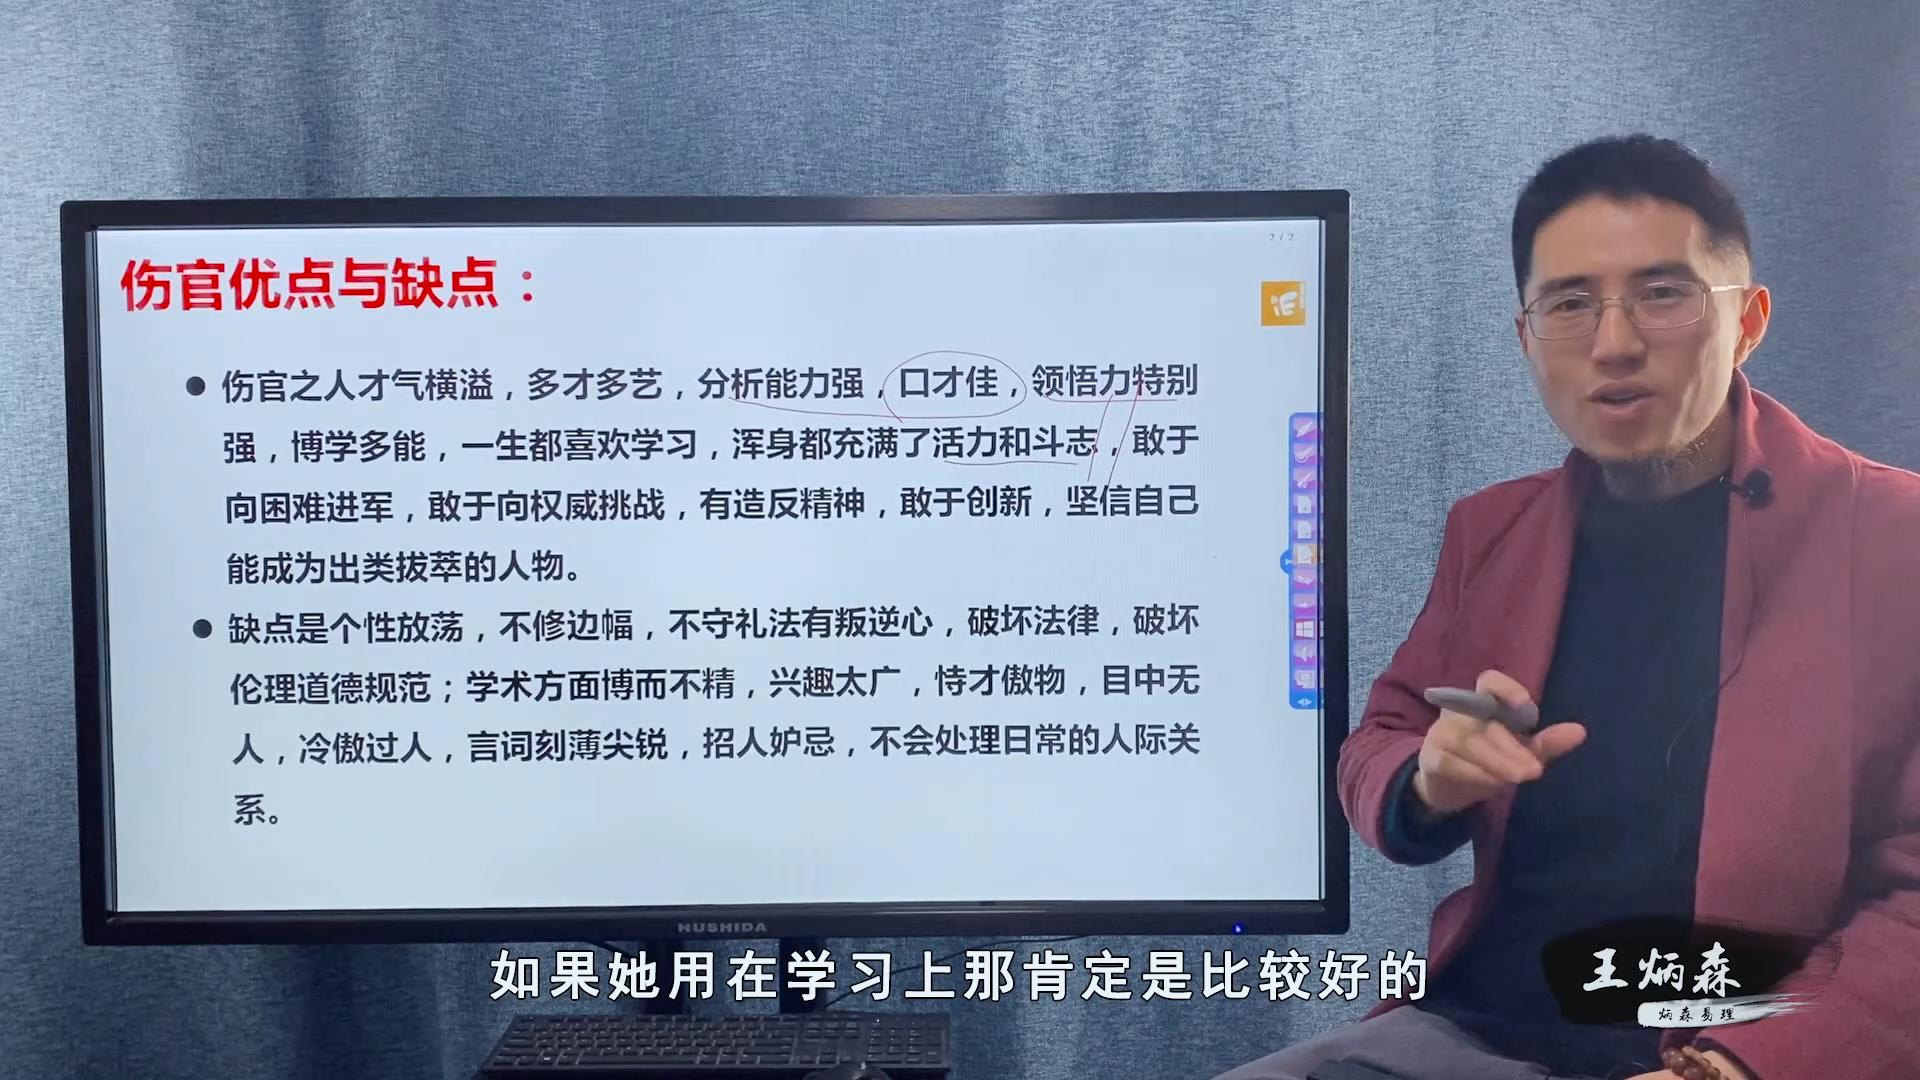 2 / 2
伤官优点与缺点：
iE
● 伤官之人才气横溢，多才多艺，分析能力强，口才佳，领悟力特别
强，博学多能，一生都喜欢学习，浑身都充满了活力和斗志，敢于
向困难进军，敢于向权威挑战，有造反精神，敢于创新，坚信自己
能成为出类拔萃的人物。
● 缺点是个性放荡，不修边幅，不守礼法有叛逆心，破坏法律，破坏
伦理道德规范；学术方面博而不精，兴趣太广，恃才傲物，目中无
人，冷傲过人，言词刻薄尖锐，招人妒忌，不会处理日常的人际关
系。
HUSHIDA
如果她用在学习上那肯定是比较好的
王炳森
炳森易理